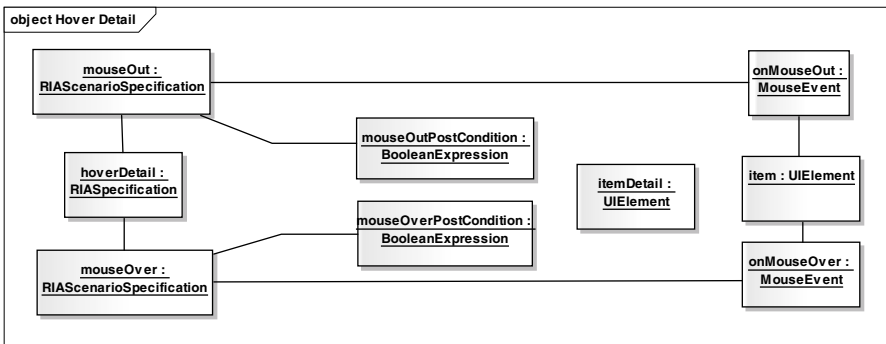 object Hover Detail
mouseOut :
RIAScenarioSpecification
onMouseOut :
MouseEvent
mouseOutPostCondition :
BooleanExpression
hoverDetail :
RIASpecification
itemDetail :
UIElement
item : UIElement
mouseOverPostCondition :
BooleanExpression
mouseOver :
RIAScenarioSpecification
onMouseOver :
MouseEvent